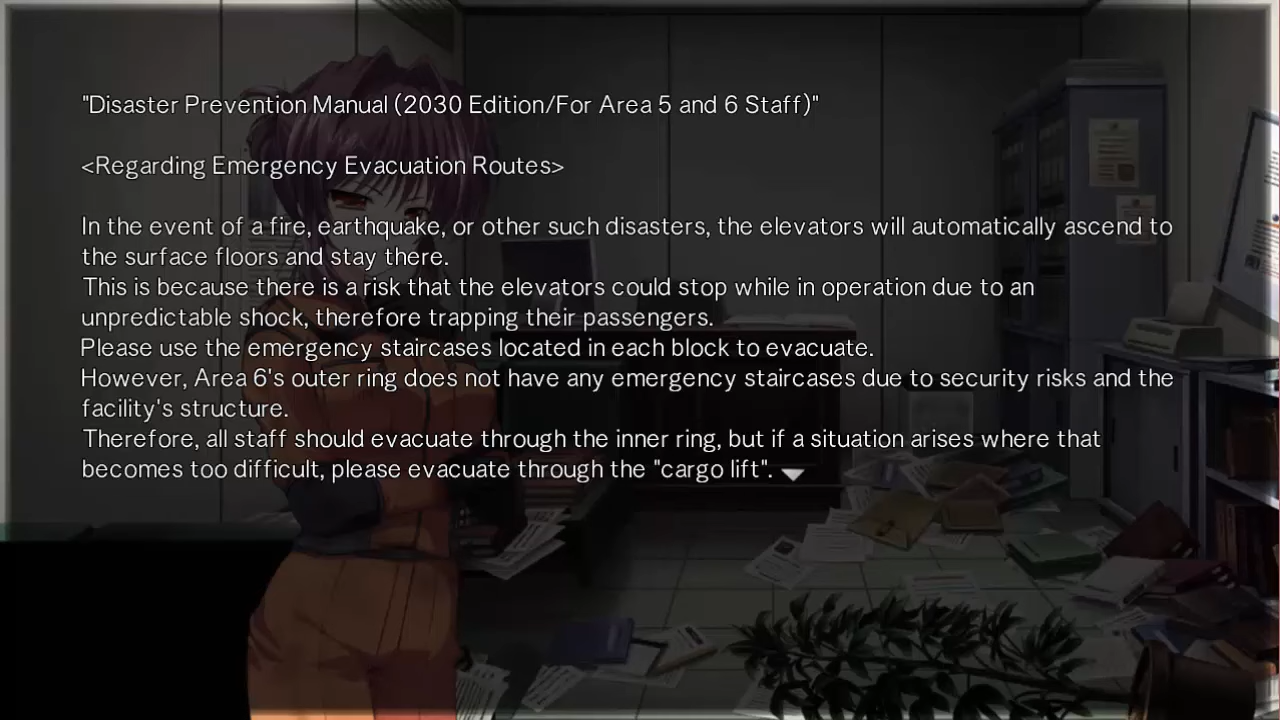 "Disaster Prevention Manual (2030 Edition/For Area 5 and 6 Staff)"
<Regarding Emergency Evacuation Routes>
In the event of a fire, earthquake, or other such disasters, the elevators will automatically ascend to
the surface floors and stay there.
This is because there is a risk that the elevators could stop while in operation due to an
unpredictable shock, therefore trapping their passengers.
Please use the emergency staircases located in each block to evacuate.
However, Area 6's outer ring does not have any emergency staircases due to security risks and the
facility's structure.
Therefore, all staff should evacuate through the inner ring, but if a situation arises where that
becomes too difficult, please evacuate through the "cargo lift".